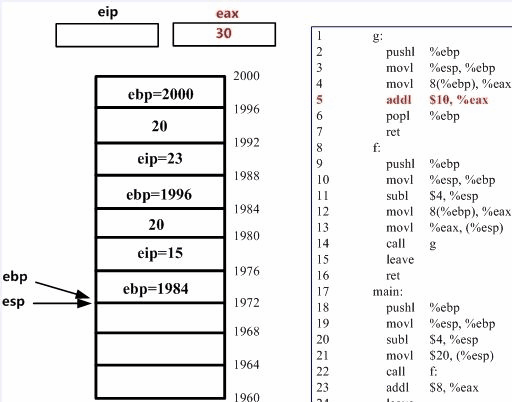 eip
eax
30
2000
ebp=2000
1996
20
1992
eip=23
1988
ebp=1996
1984
20
1980
eip=15
1976
ebp=1984
ebp
esp
1972
1968
1964
1960
1 g:
2 pushl %ebp
3 movl %esp, %ebp
4 movl 8(%ebp), %eax
5 addl $10, %eax
6 popl %ebp
7 ret
8 f:
9 pushl %ebp
10 movl %esp, %ebp
11 subl $4, %esp
12 movl 8(%ebp), %eax
13 movl %eax, (%esp)
14 call g
15 leave
16 ret
17 main:
18 pushl %ebp
19 movl %esp, %ebp
20 subl $4, %esp
21 movl $20, (%esp)
22 call f:
23 addl $8, %eax